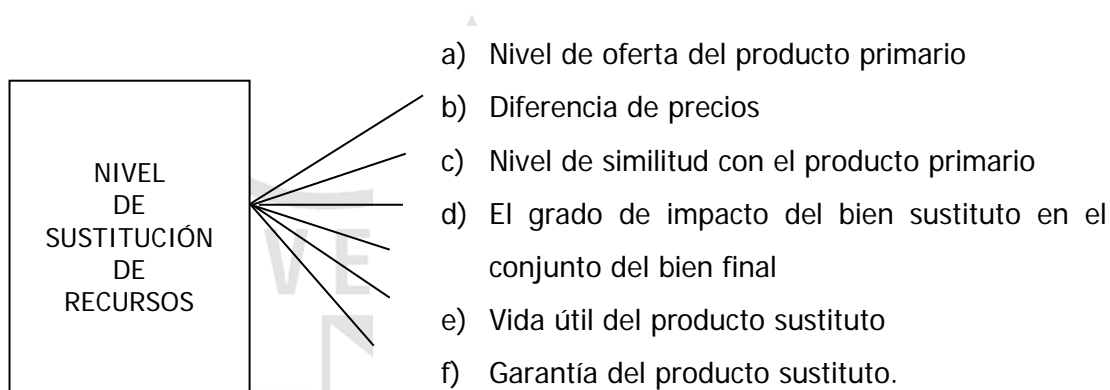 a) Nivel de oferta del producto primario
b) Diferencia de precios
c) Nivel de similitud con el producto primario
d) El grado de impacto del bien sustituto en el
conjunto del bien final
e) Vida útil del producto sustituto
f) Garantía del producto sustituto.
NIVEL
DE
SUSTITUCIÓN
DE
RECURSOS